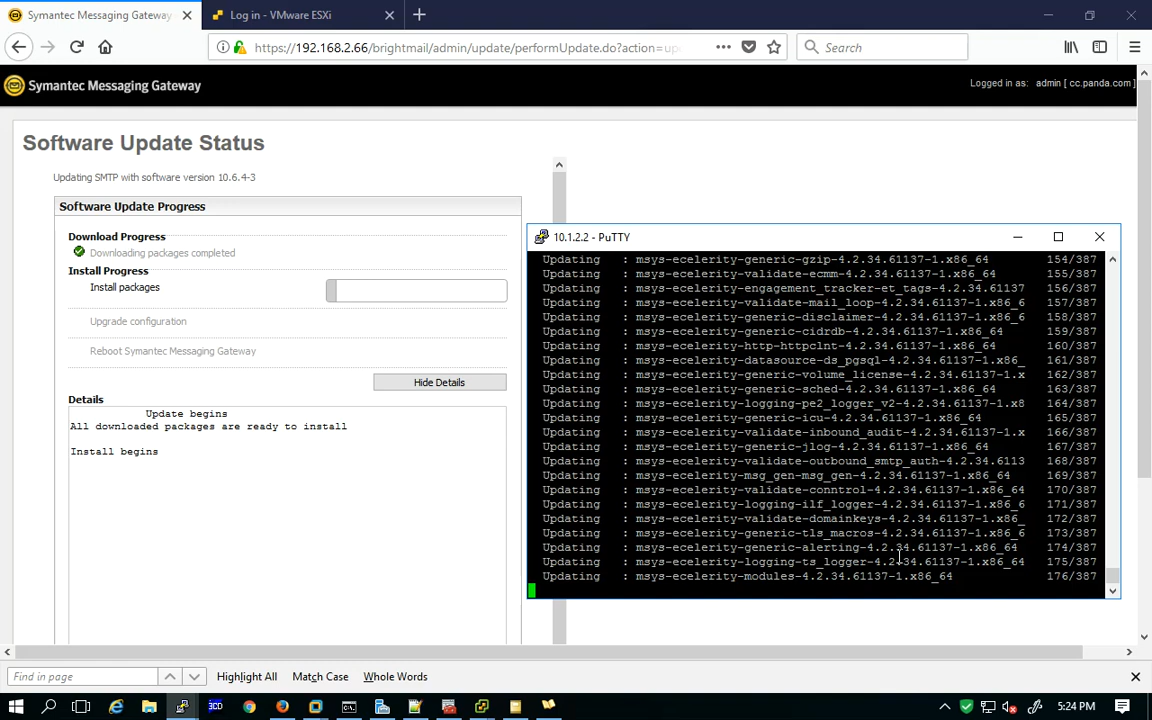 Symantec Messaging Gateway
Log in - VMware ESXi
https://192.168.2.66/brightmail/admin/update/performUpdate.do?action=up
Search
Symantec Messaging Gateway
Logged in as: admin [ cc.panda.com ]
Software Update Status
Updating SMTP with software version 10.6.4-3
Software Update Progress
Download Progress
Downloading packages completed
Install Progress
Install packages
Upgrade configuration
Reboot Symantec Messaging Gateway
Hide Details
Details
Update begins
All downloaded packages are ready to install
Install begins
10.1.2.2 - PuTTY
Updating : msys-ecelerity-generic-gzip-4.2.34.61137-1.x86_64 154/387
Updating : msys-ecelerity-validate-ecmm-4.2.34.61137-1.x86_64 155/387
Updating : msys-ecelerity-engagement_tracker-et_tags-4.2.34.61137 156/387
Updating : msys-ecelerity-validate-mail_loop-4.2.34.61137-1.x86_6 157/387
Updating : msys-ecelerity-generic-disclaimer-4.2.34.61137-1.x86_6 158/387
Updating : msys-ecelerity-generic-cidrdb-4.2.34.61137-1.x86_64 159/387
Updating : msys-ecelerity-http-httpclnt-4.2.34.61137-1.x86_64 160/387
Updating : msys-ecelerity-datasource-ds_pgsql-4.2.34.61137-1.x86_ 161/387
Updating : msys-ecelerity-generic-volume_license-4.2.34.61137-1.x 162/387
Updating : msys-ecelerity-generic-sched-4.2.34.61137-1.x86_64 163/387
Updating : msys-ecelerity-logging-pe2_logger_v2-4.2.34.61137-1.x8 164/387
Updating : msys-ecelerity-generic-icu-4.2.34.61137-1.x86_64 165/387
Updating : msys-ecelerity-validate-inbound_audit-4.2.34.61137-1.x 166/387
Updating : msys-ecelerity-generic-jlog-4.2.34.61137-1.x86_64 167/387
Updating : msys-ecelerity-validate-outbound_smtp_auth-4.2.34.6113 168/387
Updating : msys-ecelerity-msg_gen-msg_gen-4.2.34.61137-1.x86_64 169/387
Updating : msys-ecelerity-validate-conntrol-4.2.34.61137-1.x86_64 170/387
Updating : msys-ecelerity-logging-ilf_logger-4.2.34.61137-1.x86_6 171/387
Updating : msys-ecelerity-validate-domainkeys-4.2.34.61137-1.x86_ 172/387
Updating : msys-ecelerity-generic-tls_macros-4.2.34.61137-1.x86_6 173/387
Updating : msys-ecelerity-generic-alerting-4.2.34.61137-1.x86_64 174/387
Updating : msys-ecelerity-logging-ts_logger-4.2.34.61137-1.x86_64 175/387
Updating : msys-ecelerity-modules-4.2.34.61137-1.x86_64 176/387
Find in page
Highlight All
Match Case
Whole Words
5:24 PM